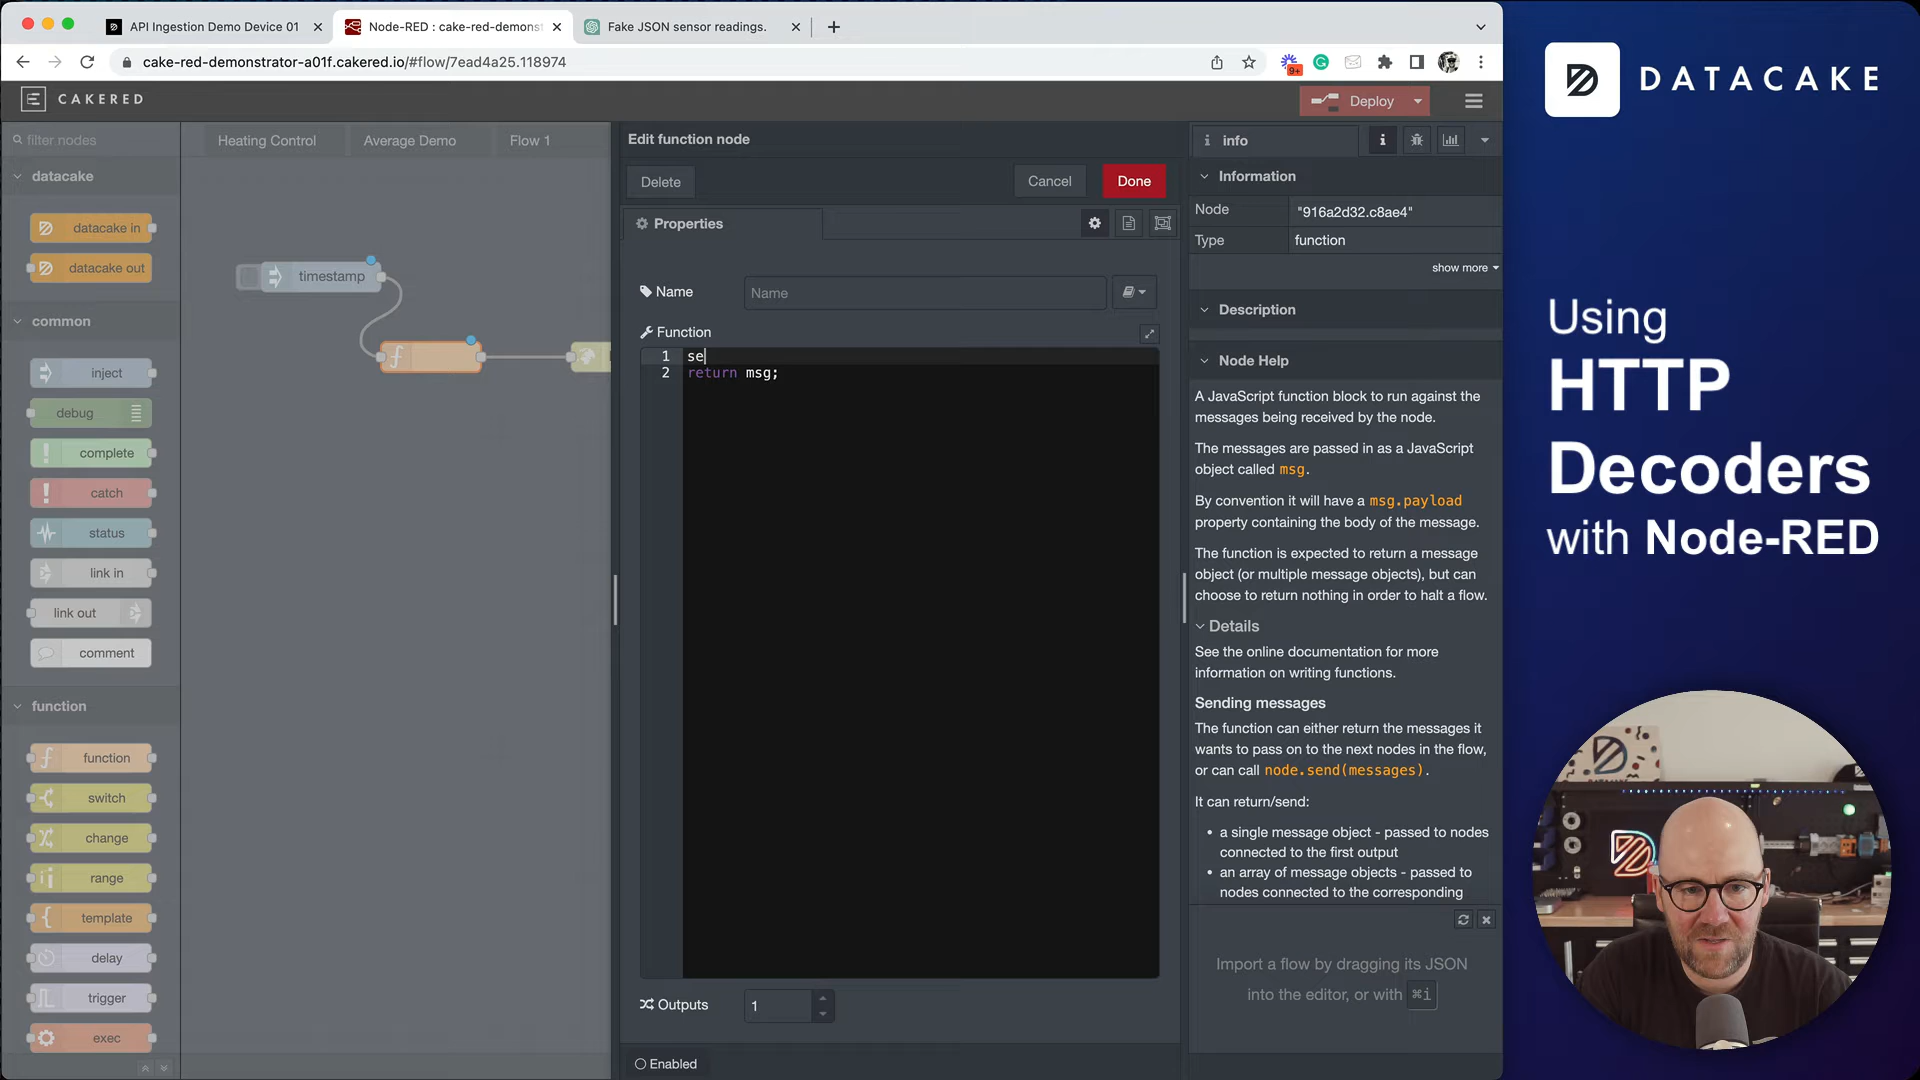 API Ingestion Demo Device 01
Node-RED : cake-red-demonst
Fake JSON sensor readings.
cake-red-demonstrator-a01f.cakered.io/#flow/7ead4a25.118974
9+
CAKERED
Deploy
filter nodes
datacake
datacake in
datacake out
common
inject
debug
complete
catch
status
link in
link out
comment
function
function
switch
change
range
template
delay
trigger
exec
Heating Control
Average Demo
Flow 1
timestamp
Edit function node
Delete
Cancel
Done
Properties
Name
Name
Function
1 se
2 return msg;
Outputs
1
Enabled
info
Information
Node
"916a2d32.c8ae4"
Type
function
show more
Description
Node Help
A JavaScript function block to run against the
messages being received by the node.
The messages are passed in as a JavaScript
object called msg.
By convention it will have a msg.payload
property containing the body of the message.
The function is expected to return a message
object (or multiple message objects), but can
choose to return nothing in order to halt a flow.
Details
See the online documentation for more
information on writing functions.
Sending messages
The function can either return the messages it
wants to pass on to the next nodes in the flow,
or can call node.send(messages).
It can return/send:
• a single message object - passed to nodes
connected to the first output
• an array of message objects - passed to
nodes connected to the corresponding
Import a flow by dragging its JSON
into the editor, or with ⌘i
DATACAKE
Using
HTTP
Decoders
with Node-RED